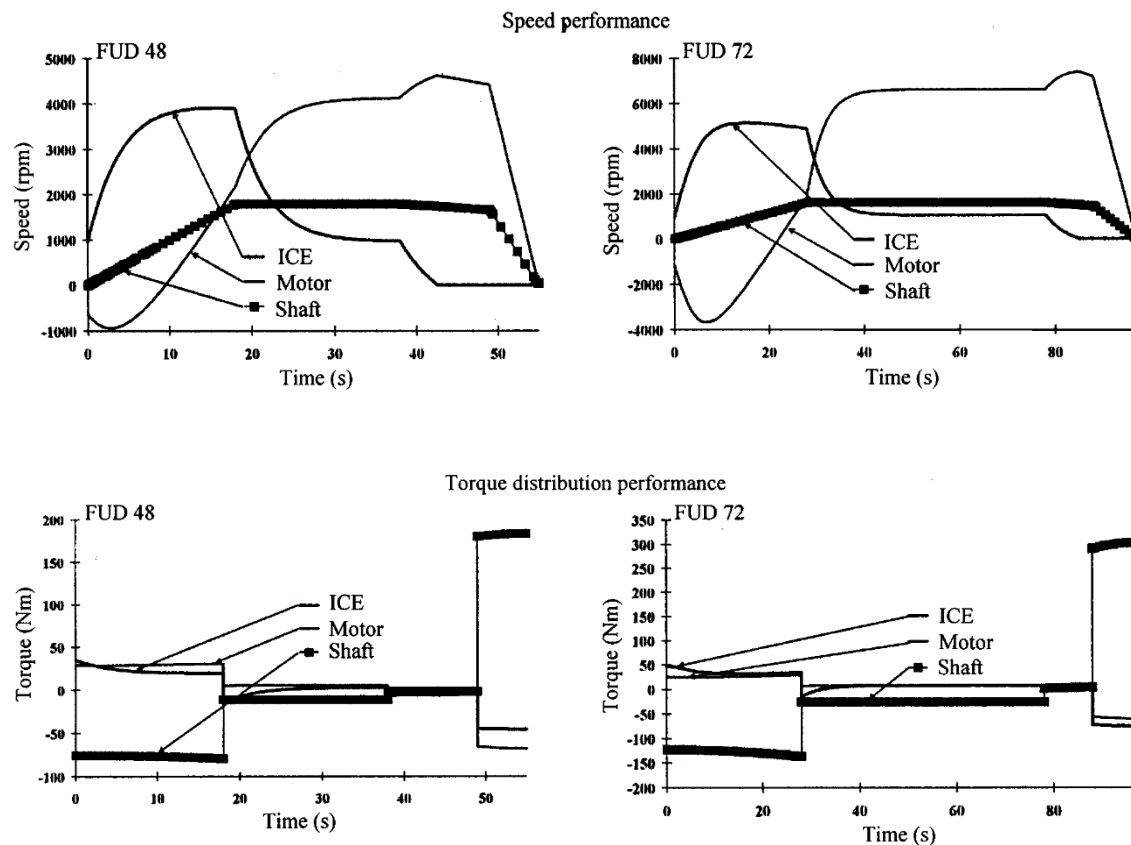 Speed performance
FUD 48
5000
4000
3000
2000
1000
0
-1000
Speed (rpm)
ICE
Motor
Shaft
0 10 20 30 40 50
Time (s)
FUD 72
8000
6000
4000
2000
0
-2000
-4000
Speed (rpm)
ICE
Motor
Shaft
0 20 40 60 80
Time (s)
Torque distribution performance
FUD 48
200
150
100
50
0
-50
-100
Torque (Nm)
ICE
Motor
Shaft
0 10 20 30 40 50
Time (s)
FUD 72
350
300
250
200
150
100
50
0
-50
-100
-150
-200
Torque (Nm)
ICE
Motor
Shaft
0 20 40 60 80
Time (s)